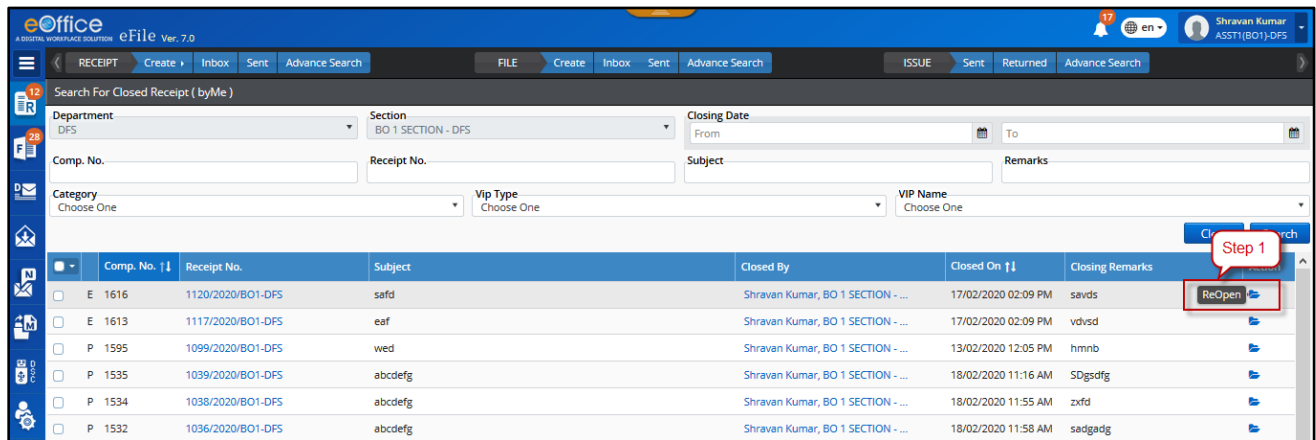 eOffice
A DIGITAL WORKPLACE SOLUTION eFile Ver. 7.0
17
en
Shravan Kumar
ASST1(BO1)-DFS
RECEIPT Create Inbox Sent Advance Search FILE Create Inbox Sent Advance Search ISSUE Sent Returned Advance Search
12
R
28
F
D
N
M
DSC
Search For Closed Receipt ( byMe )
Department Section Closing Date
DFS BO 1 SECTION - DFS From To
Comp. No. Receipt No. Subject Remarks
Category Vip Type VIP Name
Choose One Choose One Choose One
Step 1
Comp. No. Receipt No. Subject Closed By Closed On Closing Remarks Action
E 1616 1120/2020/BO1-DFS safd Shravan Kumar, BO 1 SECTION - ... 17/02/2020 02:09 PM savds ReOpen
E 1613 1117/2020/BO1-DFS eaf Shravan Kumar, BO 1 SECTION - ... 17/02/2020 02:09 PM vdvsd
P 1595 1099/2020/BO1-DFS wed Shravan Kumar, BO 1 SECTION - ... 13/02/2020 12:05 PM hmnb
P 1535 1039/2020/BO1-DFS abcdefg Shravan Kumar, BO 1 SECTION - ... 18/02/2020 11:16 AM SDgsdfg
P 1534 1038/2020/BO1-DFS abcdefg Shravan Kumar, BO 1 SECTION - ... 18/02/2020 11:55 AM zxfd
P 1532 1036/2020/BO1-DFS abcdefg Shravan Kumar, BO 1 SECTION - ... 18/02/2020 11:58 AM sadgadg